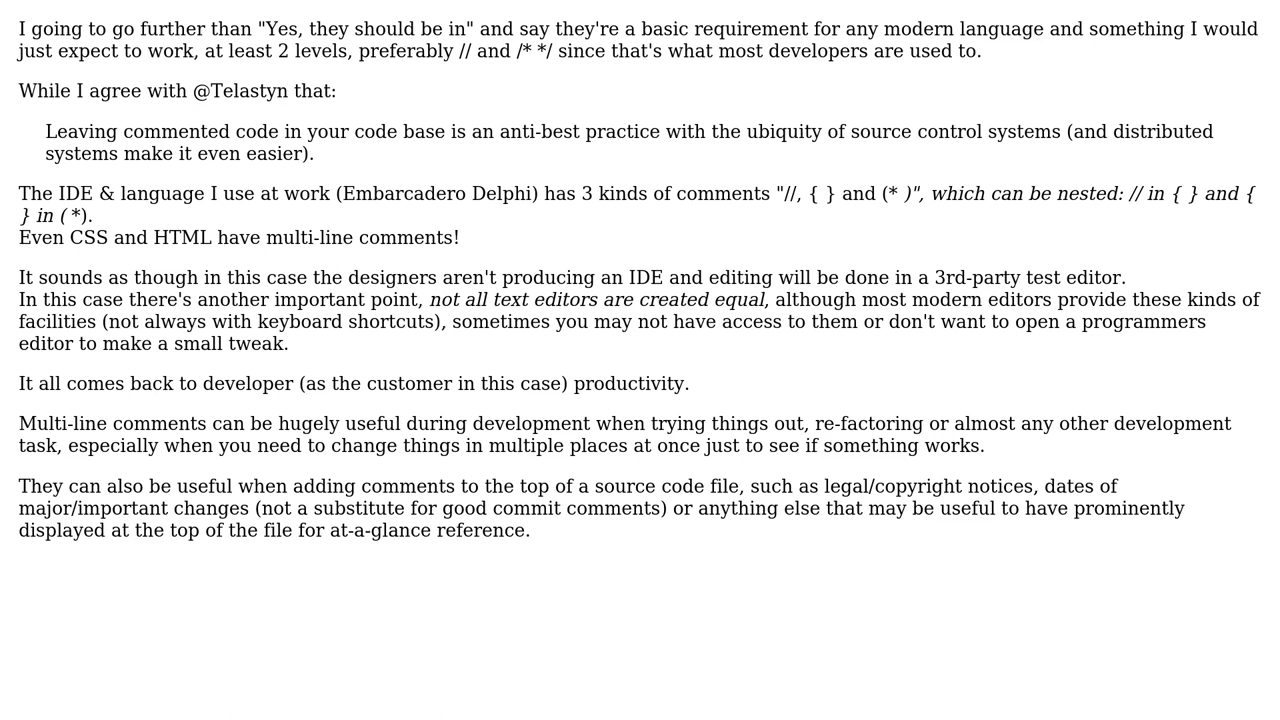 I going to go further than "Yes, they should be in" and say they're a basic requirement for any modern language and something I would
just expect to work, at least 2 levels, preferably // and /* */ since that's what most developers are used to.
While I agree with @Telastyn that:
Leaving commented code in your code base is an anti-best practice with the ubiquity of source control systems (and distributed
systems make it even easier).
The IDE & language I use at work (Embarcadero Delphi) has 3 kinds of comments "//, { } and (* )", which can be nested: // in { } and {
} in ( *).
Even CSS and HTML have multi-line comments!
It sounds as though in this case the designers aren't producing an IDE and editing will be done in a 3rd-party test editor.
In this case there's another important point, not all text editors are created equal, although most modern editors provide these kinds of
facilities (not always with keyboard shortcuts), sometimes you may not have access to them or don't want to open a programmers
editor to make a small tweak.
It all comes back to developer (as the customer in this case) productivity.
Multi-line comments can be hugely useful during development when trying things out, re-factoring or almost any other development
task, especially when you need to change things in multiple places at once just to see if something works.
They can also be useful when adding comments to the top of a source code file, such as legal/copyright notices, dates of
major/important changes (not a substitute for good commit comments) or anything else that may be useful to have prominently
displayed at the top of the file for at-a-glance reference.